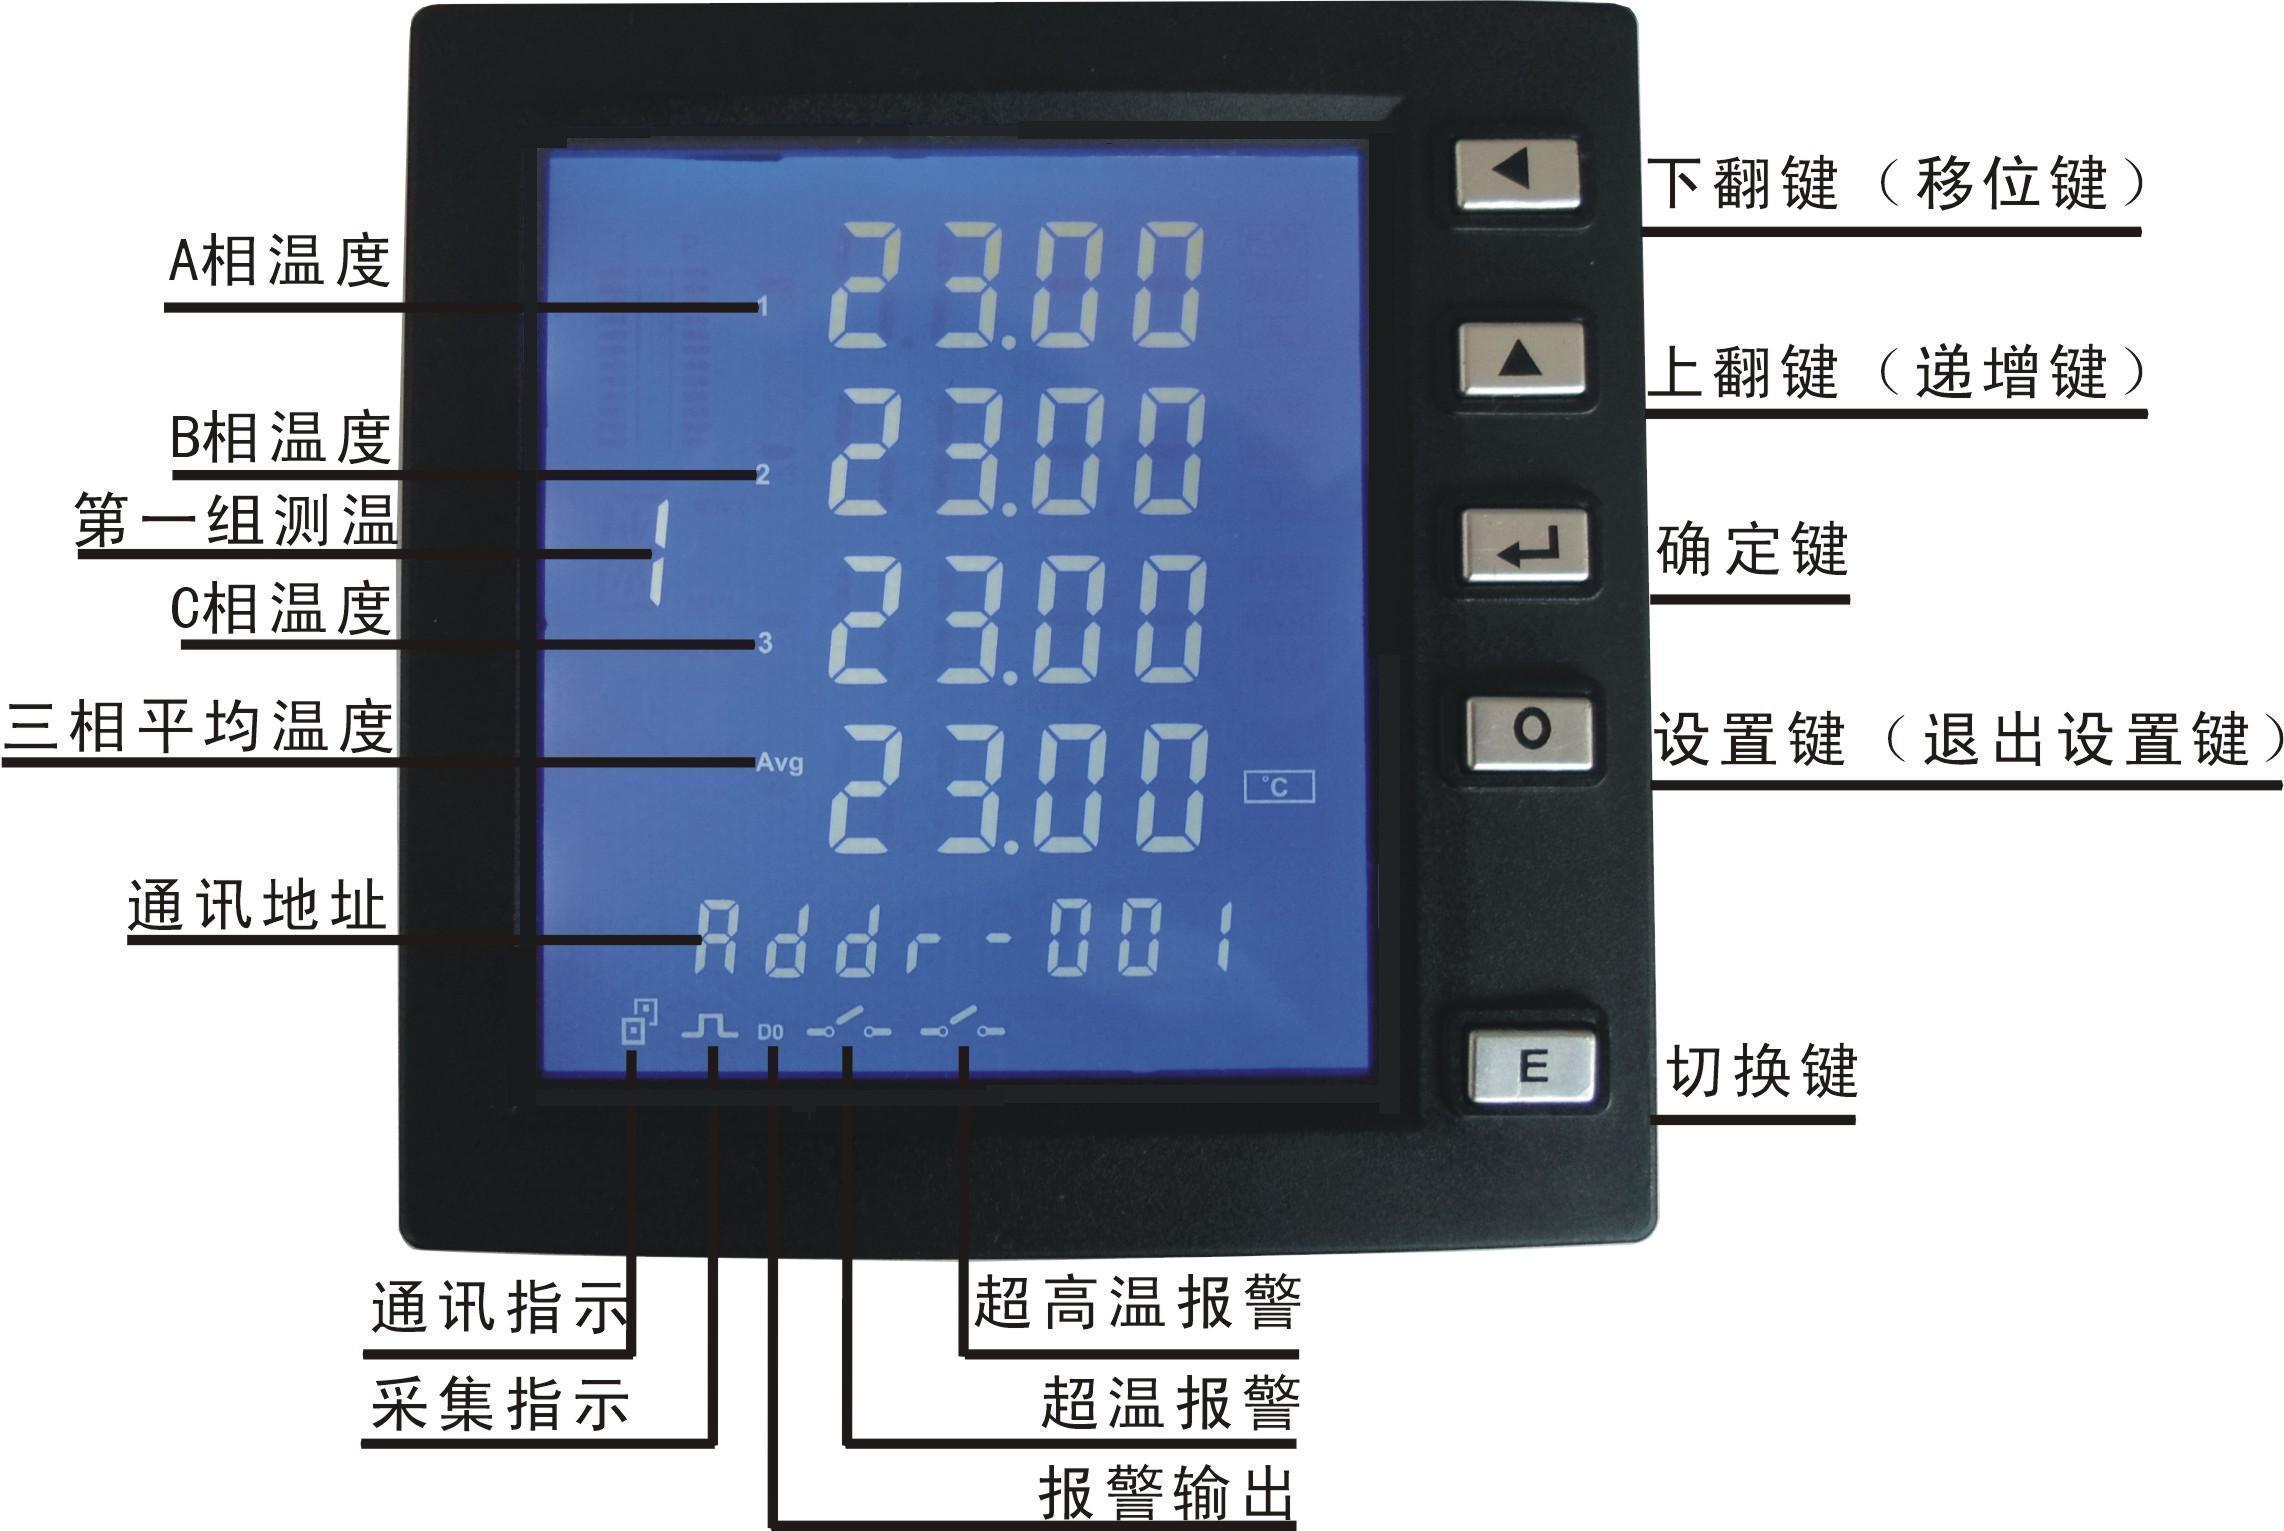 下翻键（移位键）
A相温度
1
23.00
上翻键（递增键）
B相温度
2
23.00
第一组测温
1
确定键
C相温度
3
23.00
三相平均温度
Avg
23.00
°C
设置键（退出设置键）
通讯地址
Addr-001
D0
E
切换键
通讯指示
超高温报警
采集指示
超温报警
报警输出